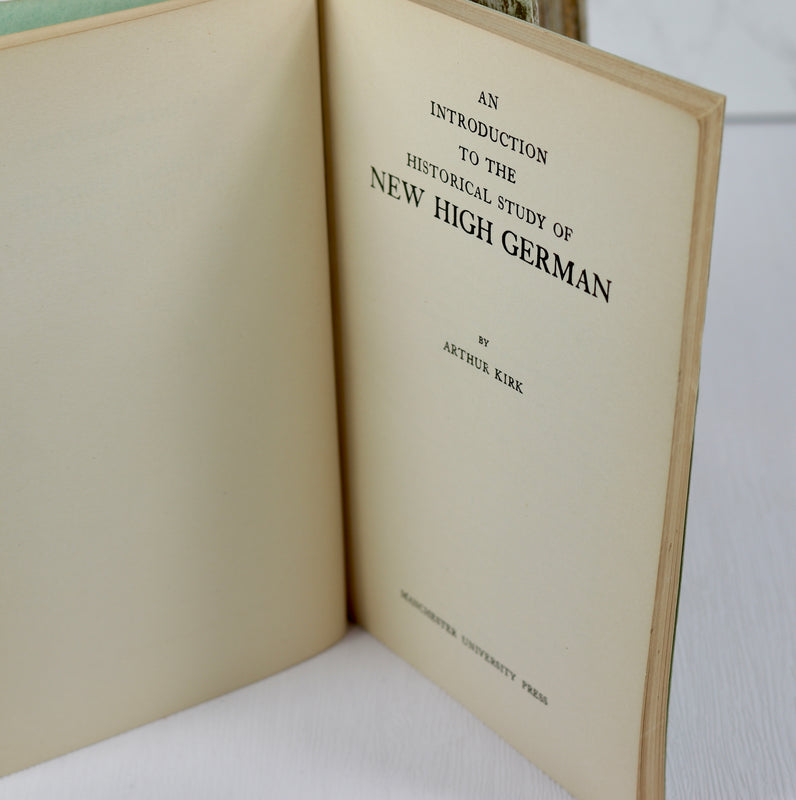 AN
INTRODUCTION
TO THE
HISTORICAL STUDY OF
NEW HIGH GERMAN
BY
ARTHUR KIRK
MANCHESTER UNIVERSITY PRESS